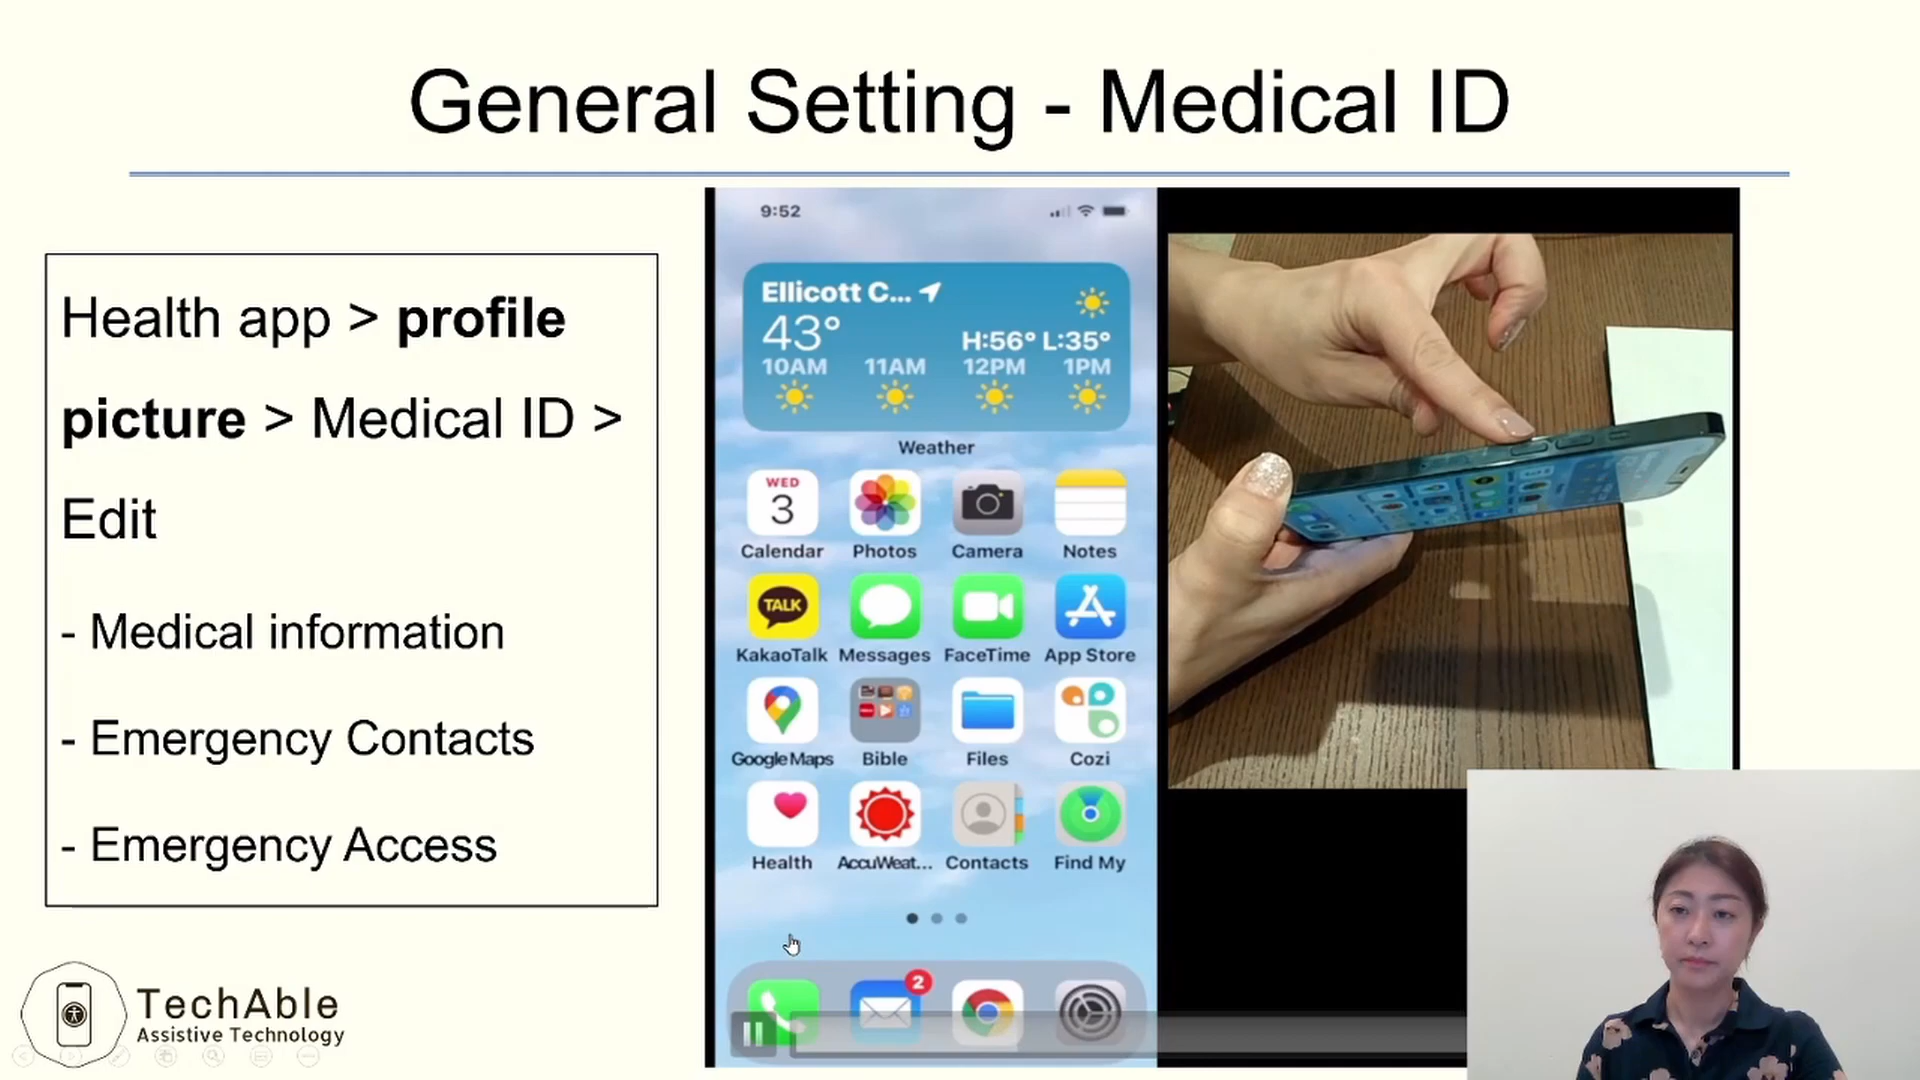 General Setting - Medical ID
Health app > profile
picture > Medical ID >
Edit
- Medical information
- Emergency Contacts
- Emergency Access
TechAble
Assistive Technology
9:52
Ellicott C...
43°
H:56° L:35°
10AM 11AM 12PM 1PM
Weather
WED
3
Calendar Photos Camera Notes
TALK
KakaoTalk Messages FaceTime App Store
Google Maps Bible Files Cozi
Health AccuWeat... Contacts Find My
2